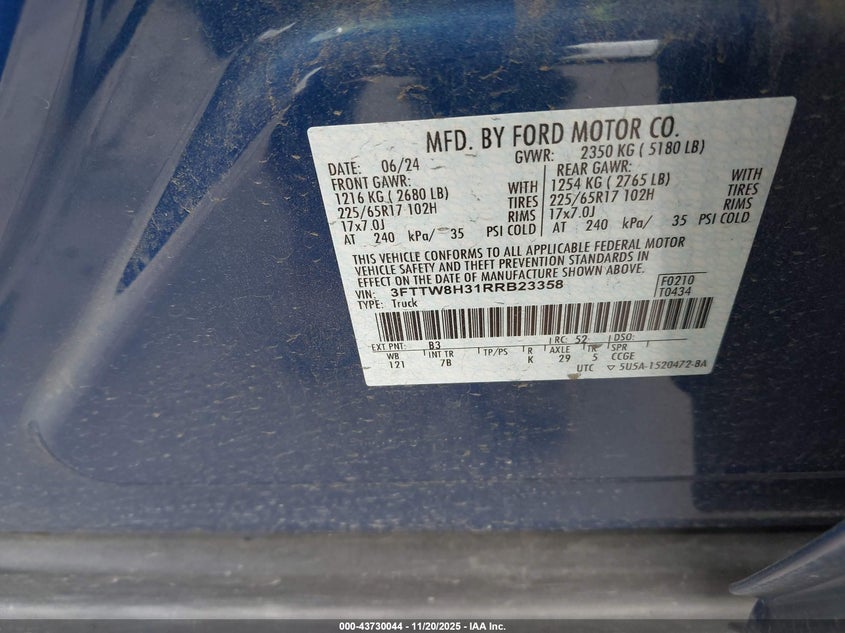 MFD. BY FORD MOTOR CO.
DATE: 06/24 GVWR: 2350 KG ( 5180 LB)
FRONT GAWR: REAR GAWR:
1216 KG ( 2680 LB) WITH 1254 KG ( 2765 LB) WITH
225/65R17 102H TIRES 225/65R17 102H TIRES
17x7.0J RIMS 17x7.0J RIMS
AT 240 kPa/ 35 PSI COLD AT 240 kPa/ 35 PSI COLD
THIS VEHICLE CONFORMS TO ALL APPLICABLE FEDERAL MOTOR
VEHICLE SAFETY AND THEFT PREVENTION STANDARDS IN
EFFECT ON THE DATE OF MANUFACTURE SHOWN ABOVE.
VIN: 3FTTW8H31RRB23358 F0210
TYPE: Truck T0434
EXT PNT: B3 RC: 52 DSO:
WB INT TR TP/PS R AXLE TR SPR
121 7B K 29 5 CCGE
UTC ▽ 5U5A-1520472-BA
000-43730044 - 11/20/2025 - IAA Inc.